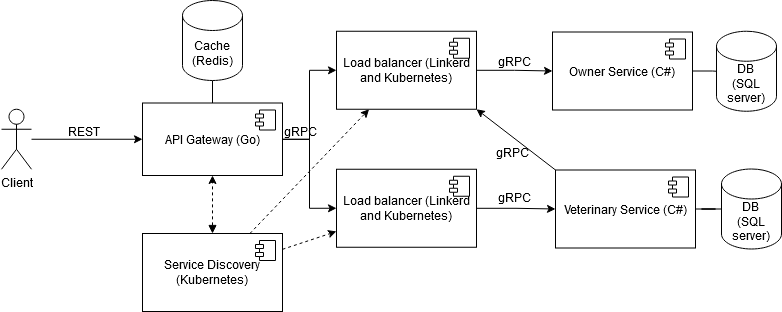 Cache
(Redis)
Load balancer (Linkerd
and Kubernetes)
gRPC
Owner Service (C#)
DB
(SQL
server)
REST
API Gateway (Go)
gRPC
gRPC
Client
Load balancer (Linkerd
and Kubernetes)
gRPC
Veterinary Service (C#)
DB
(SQL
server)
Service Discovery
(Kubernetes)